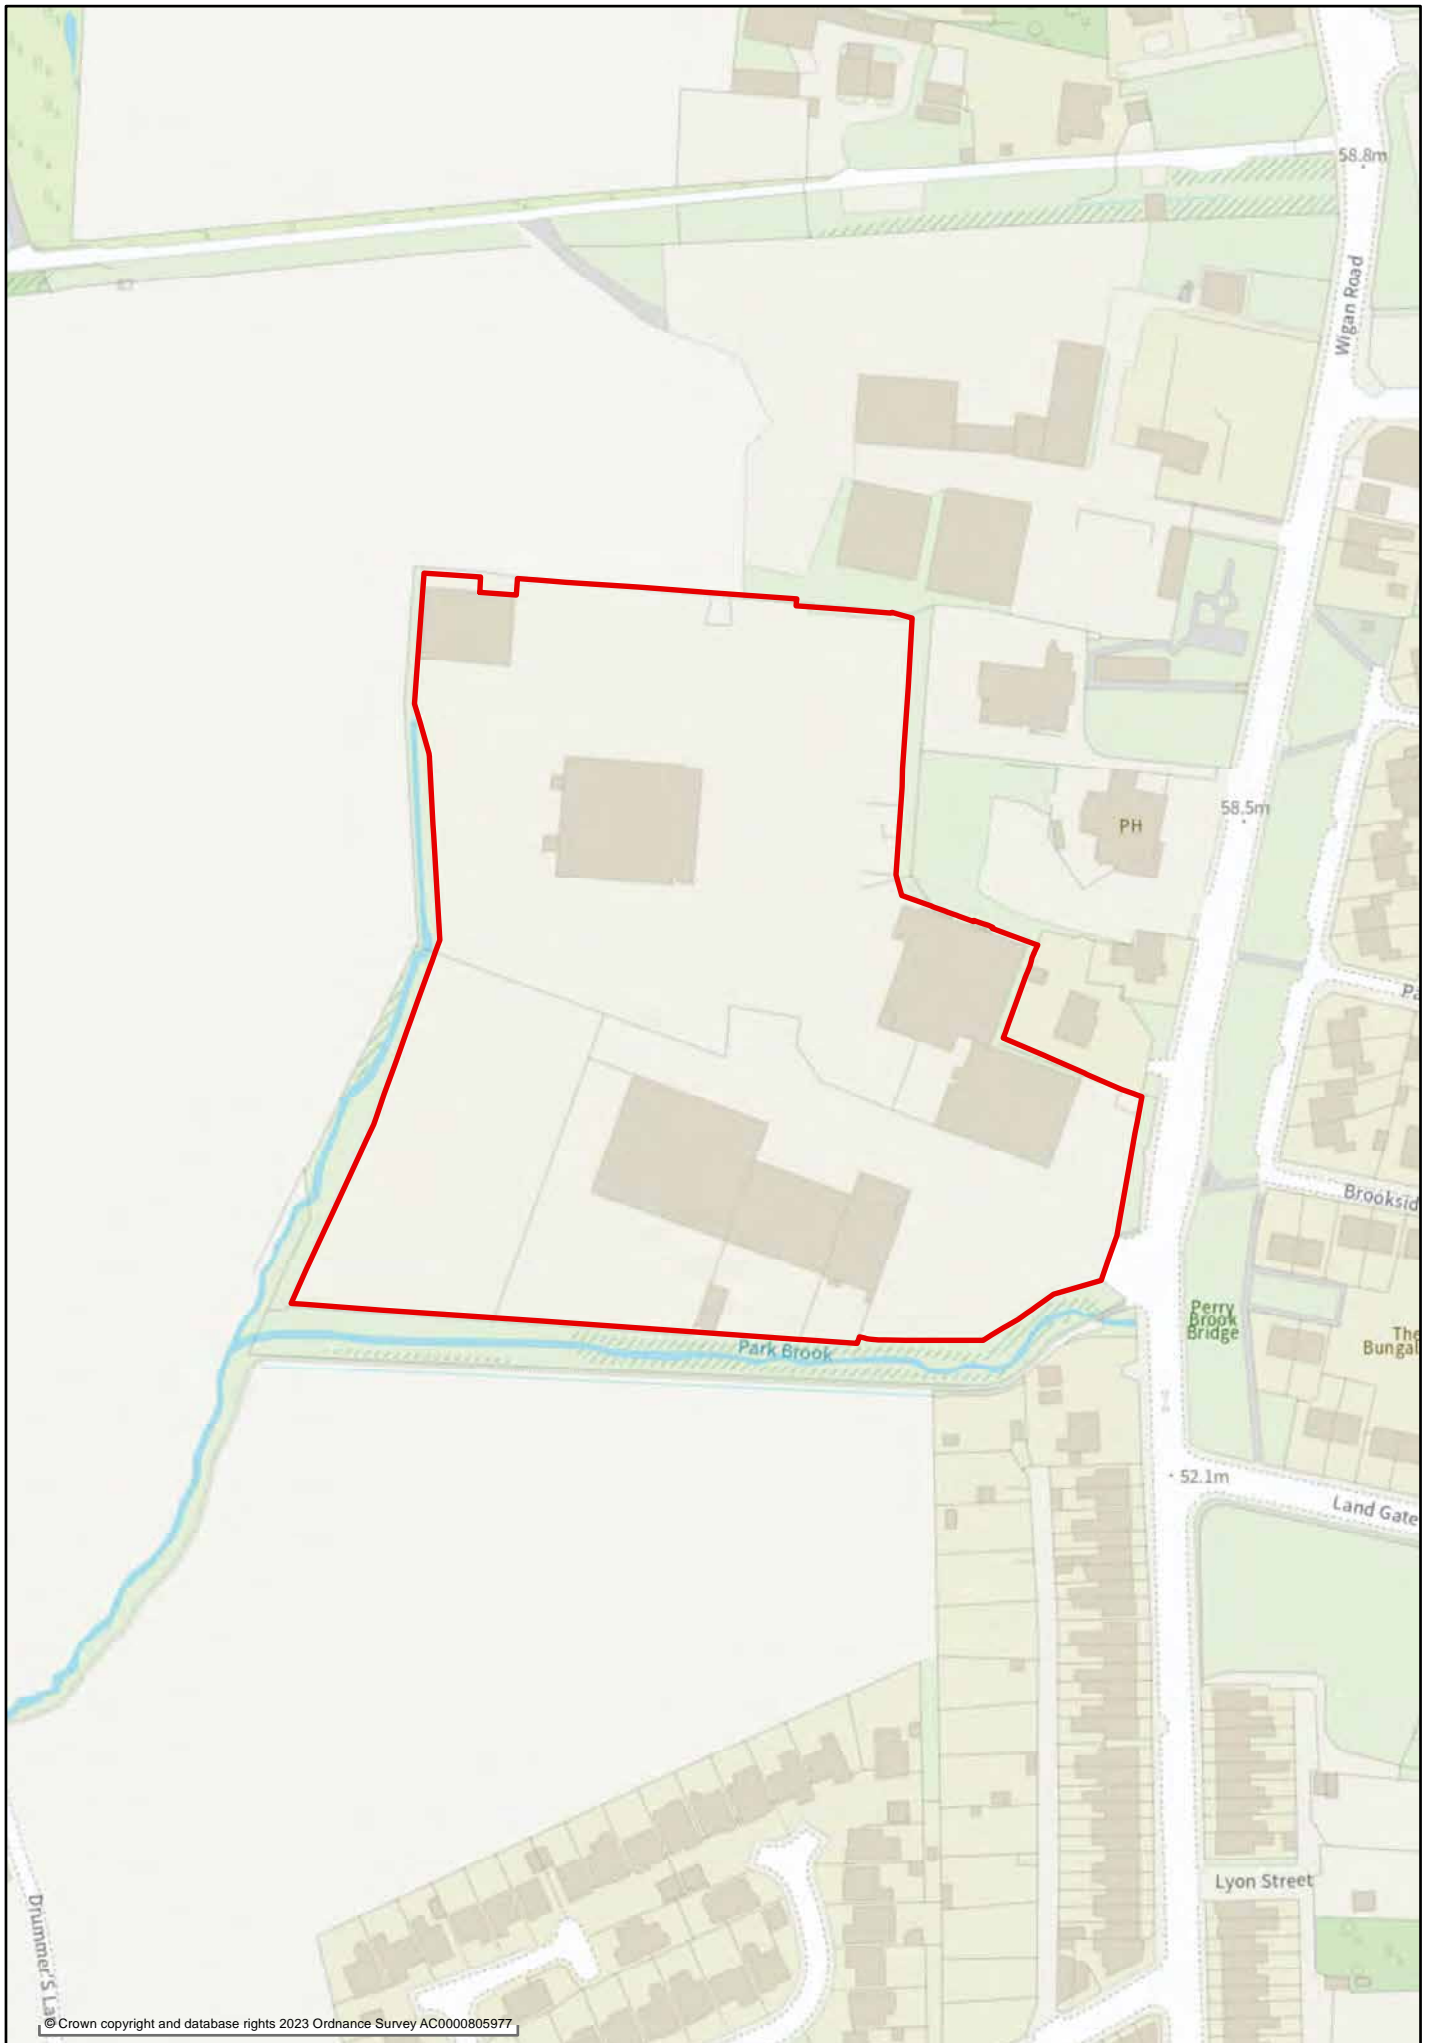 58.8m
Wigan Road
58.5m
PH
Pa
Brooksid
Perry
Brook
Bridge
The
Bungal
Park Brook
52.1m
Land Gate
Lyon Street
Drummer'S La
© Crown copyright and database rights 2023 Ordnance Survey AC0000805977